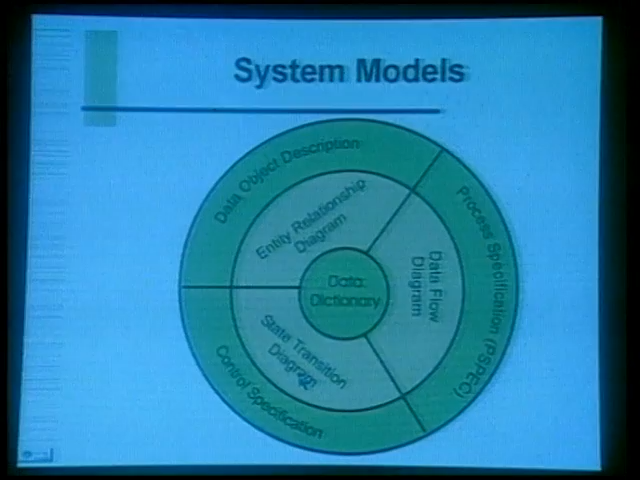 System Models
Data Object Description
Entity Relationship
Diagram
Process Specification (PSPEC)
Data Flow
Diagram
Data
Dictionary
State Transition
Diagram
Control Specification